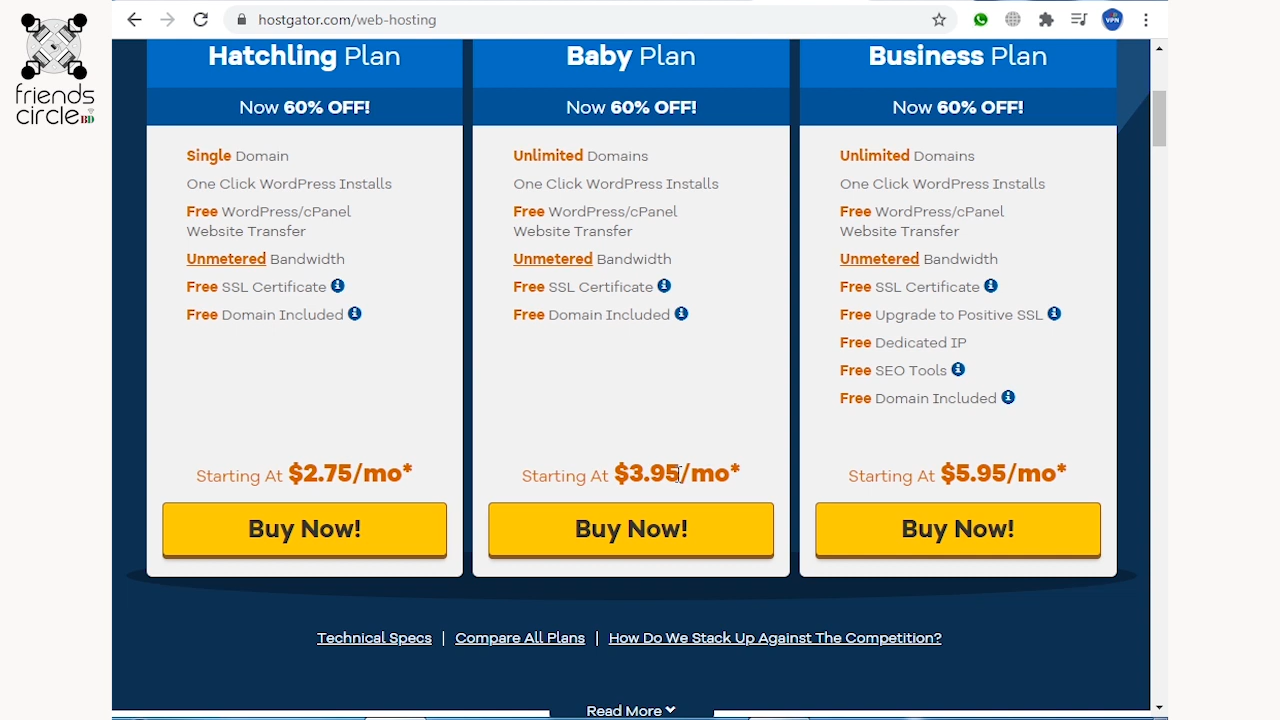 friends
circle BD
hostgator.com/web-hosting
VPN
Hatchling Plan
Now 60% OFF!
Single Domain
One Click WordPress Installs
Free WordPress/cPanel
Website Transfer
Unmetered Bandwidth
Free SSL Certificate
Free Domain Included
Starting At $2.75/mo*
Buy Now!
Baby Plan
Now 60% OFF!
Unlimited Domains
One Click WordPress Installs
Free WordPress/cPanel
Website Transfer
Unmetered Bandwidth
Free SSL Certificate
Free Domain Included
Starting At $3.95/mo*
Buy Now!
Business Plan
Now 60% OFF!
Unlimited Domains
One Click WordPress Installs
Free WordPress/cPanel
Website Transfer
Unmetered Bandwidth
Free SSL Certificate
Free Upgrade to Positive SSL
Free Dedicated IP
Free SEO Tools
Free Domain Included
Starting At $5.95/mo*
Buy Now!
Technical Specs | Compare All Plans | How Do We Stack Up Against The Competition?
Read More